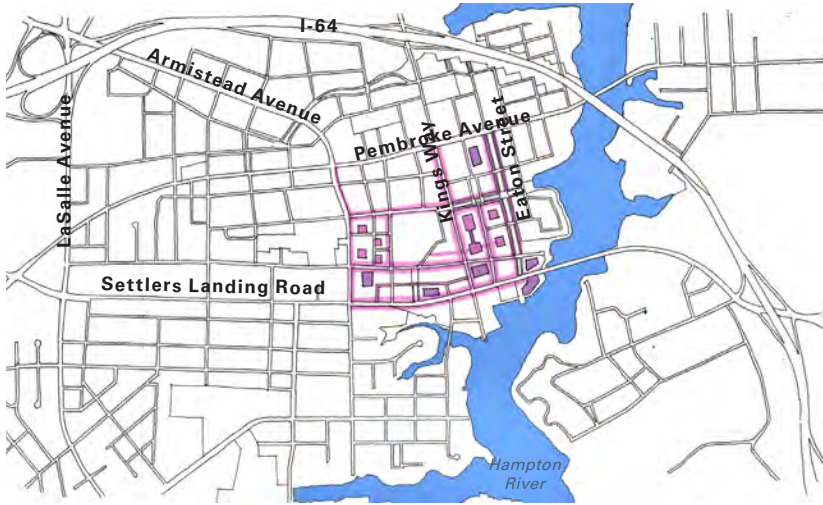 I-64
Armistead Avenue
LaSalle Avenue
Pembroke Avenue
Kings Way
Eaton Street
Settlers Landing Road
Hampton
River